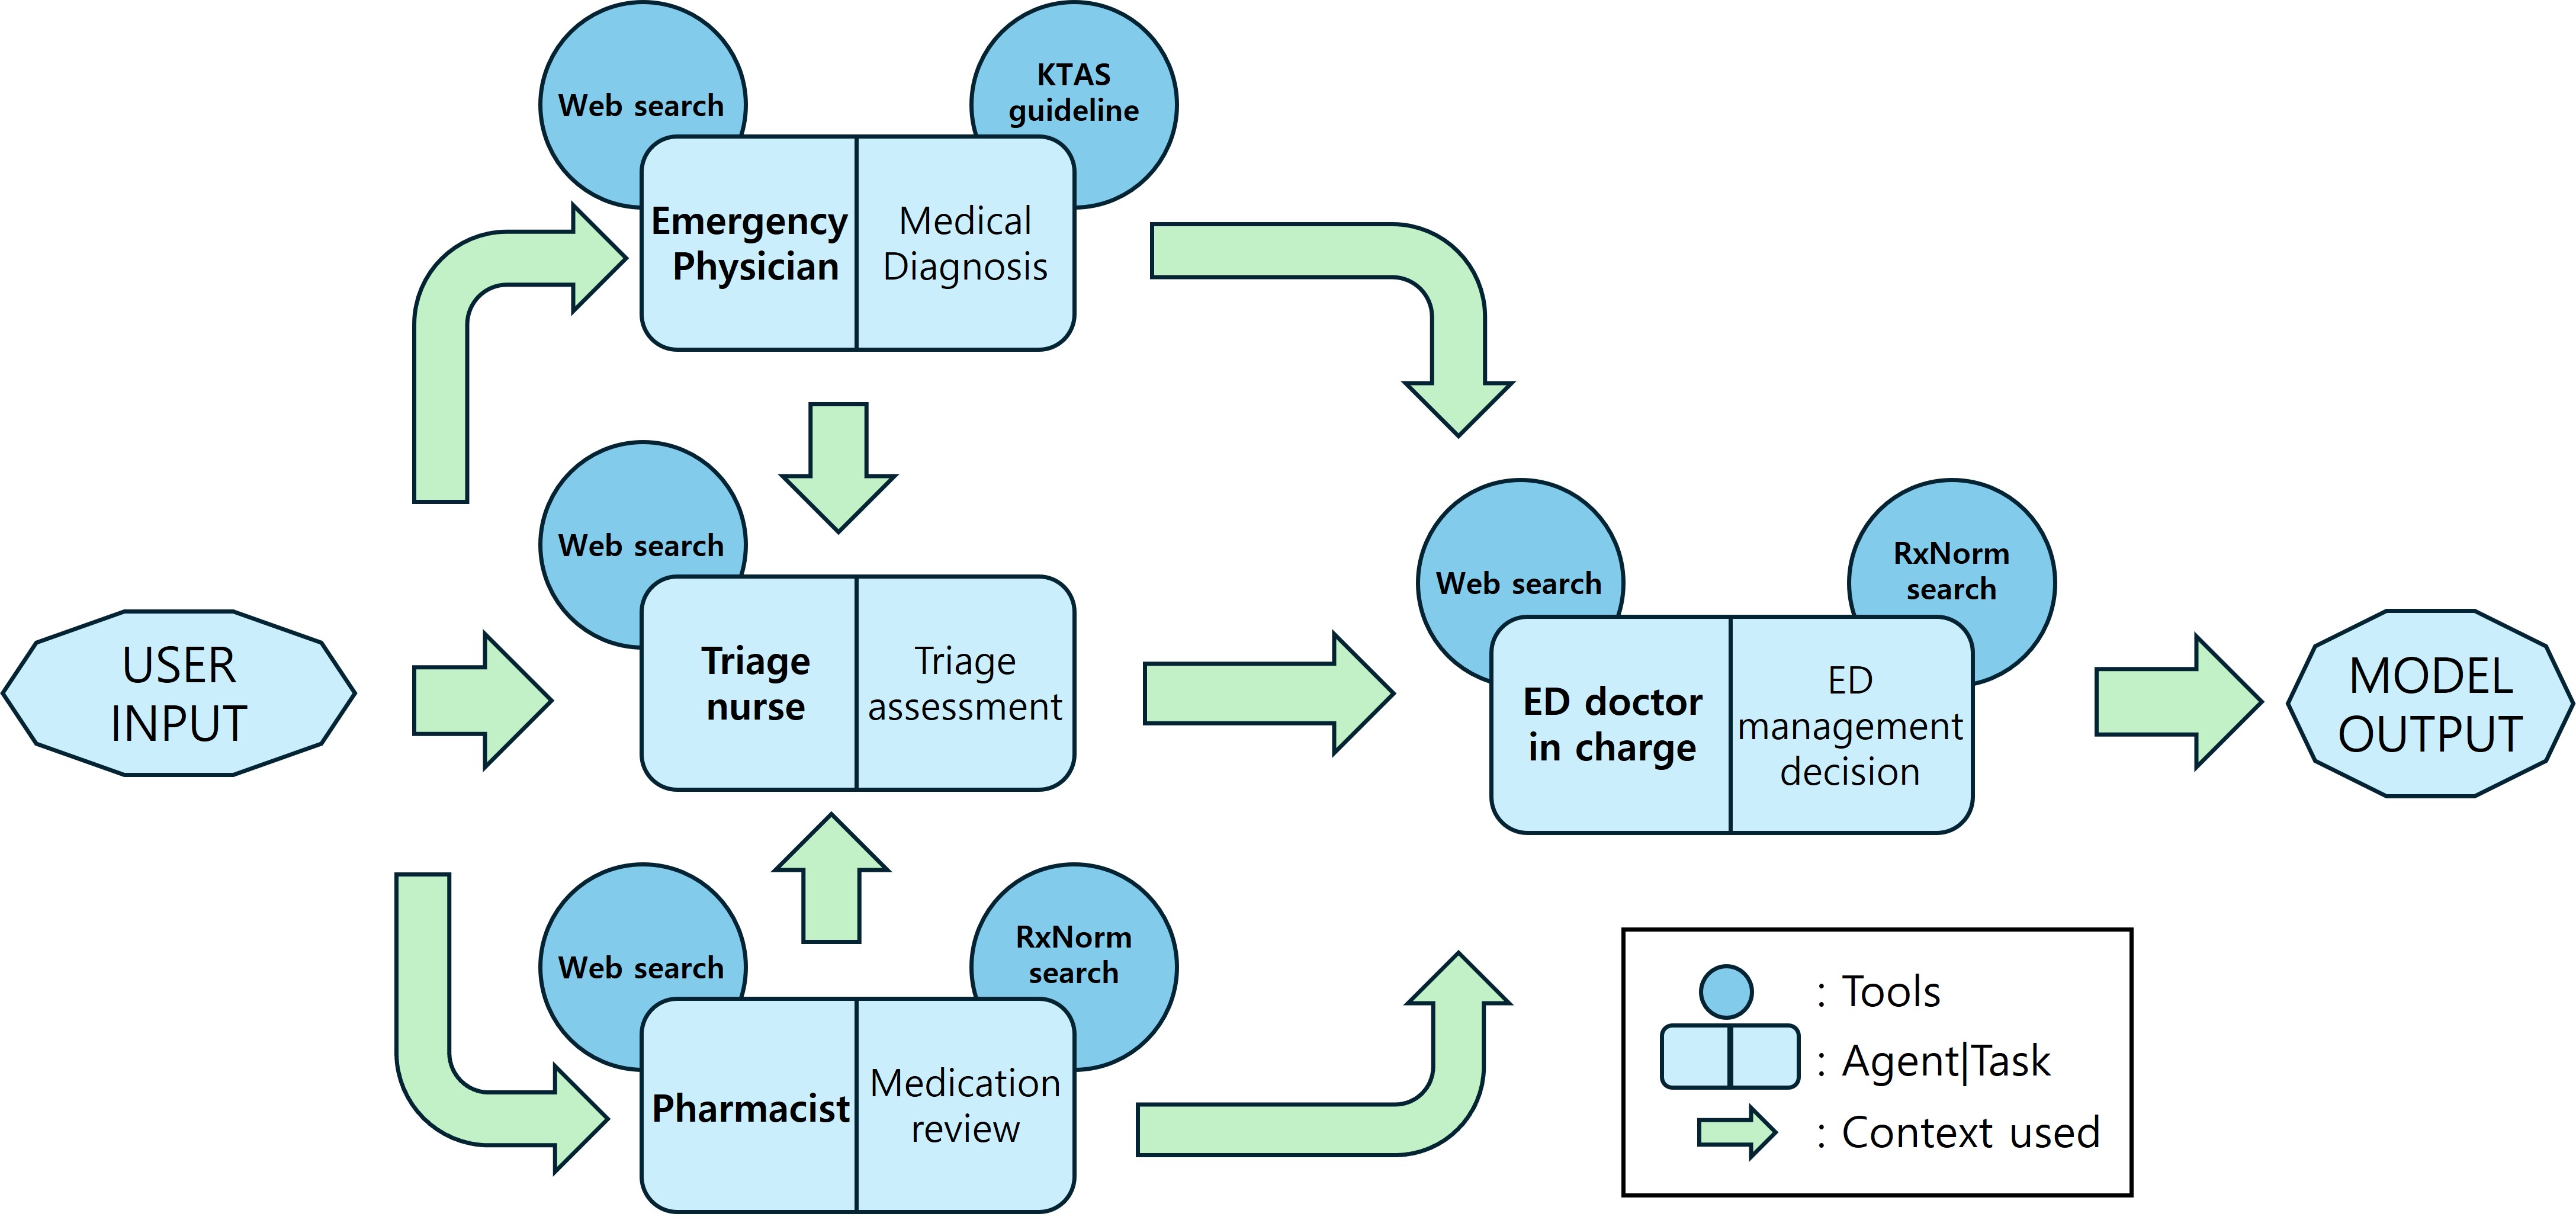 Web search
KTAS
guideline
Emergency
Physician
Medical
Diagnosis
Web search
Triage
nurse
Triage
assessment
USER
INPUT
Web search
RxNorm
search
ED doctor
in charge
ED
management
decision
MODEL
OUTPUT
Web search
RxNorm
search
Pharmacist
Medication
review
: Tools
: Agent|Task
: Context used